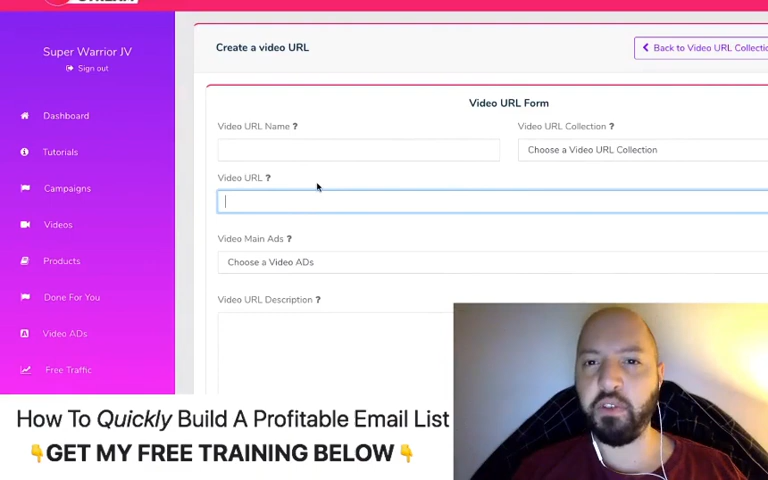 Super Warrior JV
Sign out
Dashboard
Tutorials
Campaigns
Videos
Products
Done For You
Video ADs
Free Traffic
Create a video URL
Back to Video URL
Video URL Form
Video URL Name ?
Video URL Collection ?
Choose a Video URL Collection
Video URL ?
Video Main Ads ?
Choose a Video ADs
Video URL Description ?
How To Quickly Build A Profitable Email List
👇GET MY FREE TRAINING BELOW👇